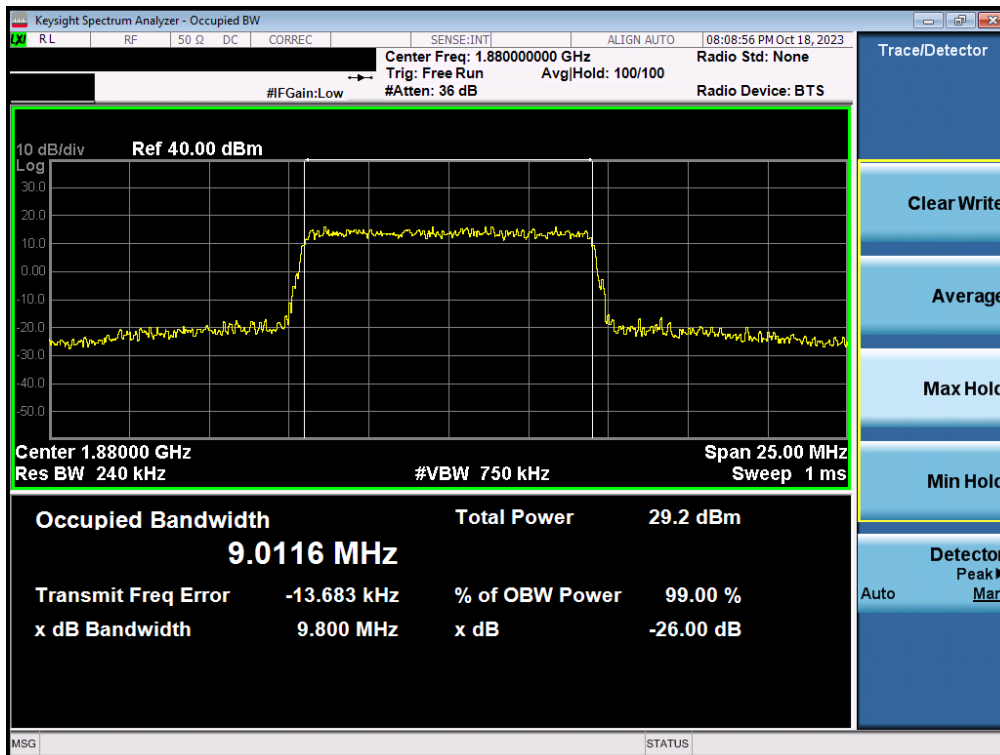 Keysight Spectrum Analyzer - Occupied BW
LXI RL RF 50 Ω DC CORREC SENSE:INT ALIGN AUTO 08:08:56 PM Oct 18, 2023
Center Freq: 1.880000000 GHz Radio Std: None
Trig: Free Run Avg|Hold: 100/100
#IFGain:Low #Atten: 36 dB Radio Device: BTS
10 dB/div Ref 40.00 dBm
Log
30.0
20.0
10.0
0.00
-10.0
-20.0
-30.0
-40.0
-50.0
Center 1.88000 GHz Span 25.00 MHz
Res BW 240 kHz #VBW 750 kHz Sweep 1 ms
Occupied Bandwidth Total Power 29.2 dBm
9.0116 MHz
Transmit Freq Error -13.683 kHz % of OBW Power 99.00 %
x dB Bandwidth 9.800 MHz x dB -26.00 dB
MSG STATUS
Trace/Detector
Clear Write
Average
Max Hold
Min Hold
Detector
Peak▶
Auto Man